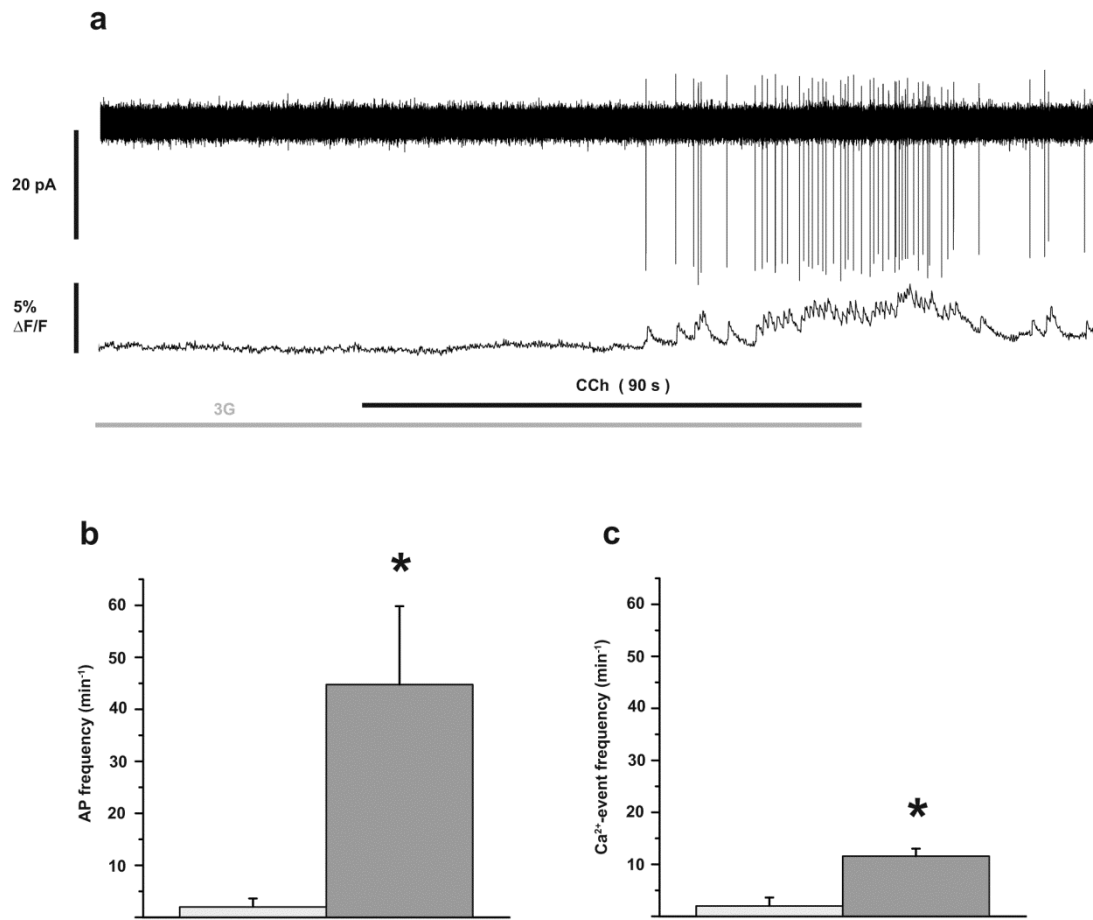 a
20 pA
5%
ΔF/F
CCh ( 90 s )
3G
b
*
60
50
40
30
20
10
AP frequency (min⁻¹)
c
*
60
50
40
30
20
10
Ca²⁺-event frequency (min⁻¹)